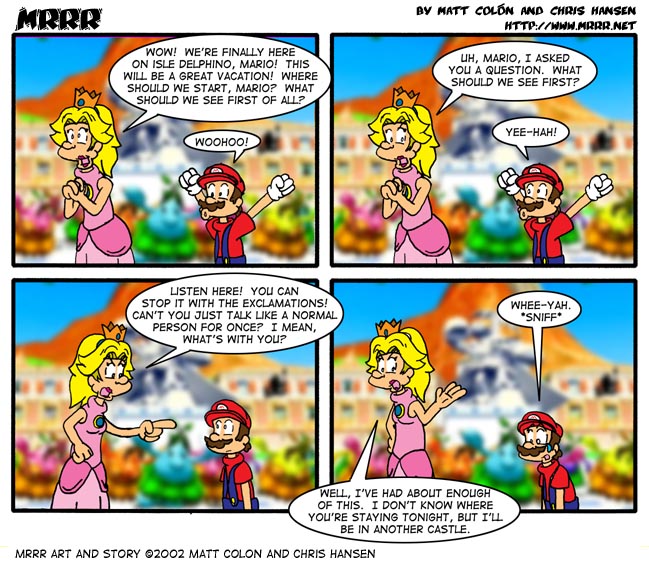 MRRR
BY MATT COLÓN AND CHRIS HANSEN
HTTP://WWW.MRRR.NET
WOW! WE'RE FINALLY HERE
ON ISLE DELPHINO, MARIO! THIS
WILL BE A GREAT VACATION! WHERE
SHOULD WE START, MARIO? WHAT
SHOULD WE SEE FIRST OF ALL?
WOOHOO!
UH, MARIO, I ASKED
YOU A QUESTION. WHAT
SHOULD WE SEE FIRST?
YEE-HAH!
LISTEN HERE! YOU CAN
STOP IT WITH THE EXCLAMATIONS!
CAN'T YOU JUST TALK LIKE A NORMAL
PERSON FOR ONCE? I MEAN,
WHAT'S WITH YOU?
WHEE-YAH.
*SNIFF*
WELL, I'VE HAD ABOUT ENOUGH
OF THIS. I DON'T KNOW WHERE
YOU'RE STAYING TONIGHT, BUT I'LL
BE IN ANOTHER CASTLE.
MRRR ART AND STORY ©2002 MATT COLON AND CHRIS HANSEN